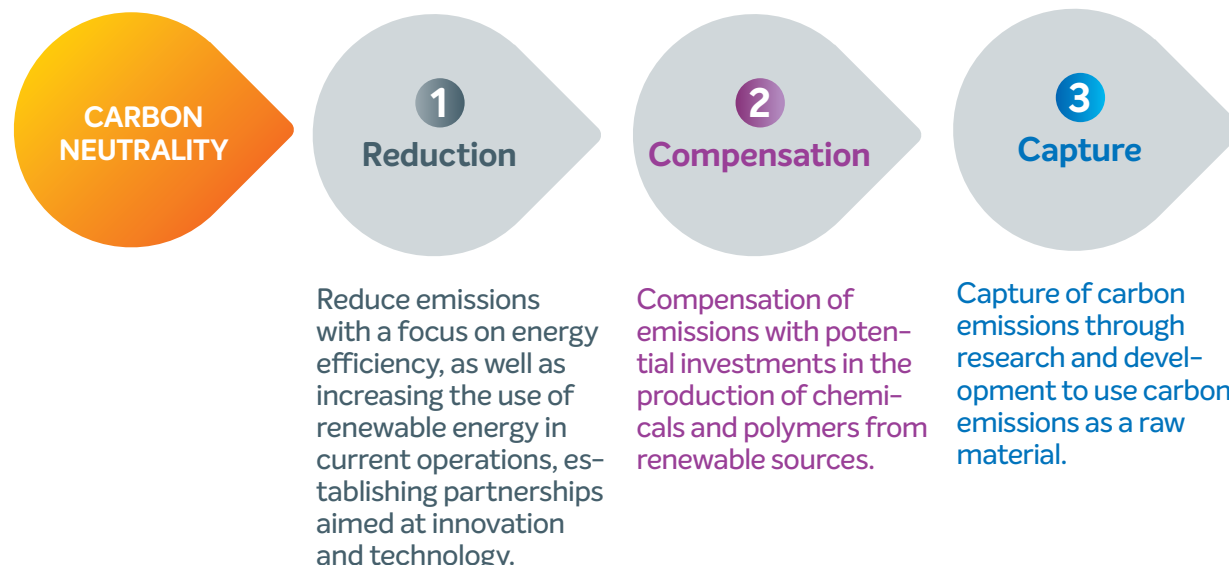 CARBON
NEUTRALITY
1
Reduction
Reduce emissions
with a focus on energy
efficiency, as well as
increasing the use of
renewable energy in
current operations, es-
tablishing partnerships
aimed at innovation
and technology.
2
Compensation
Compensation of
emissions with poten-
tial investments in the
production of chemi-
cals and polymers from
renewable sources.
3
Capture
Capture of carbon
emissions through
research and devel-
opment to use carbon
emissions as a raw
material.